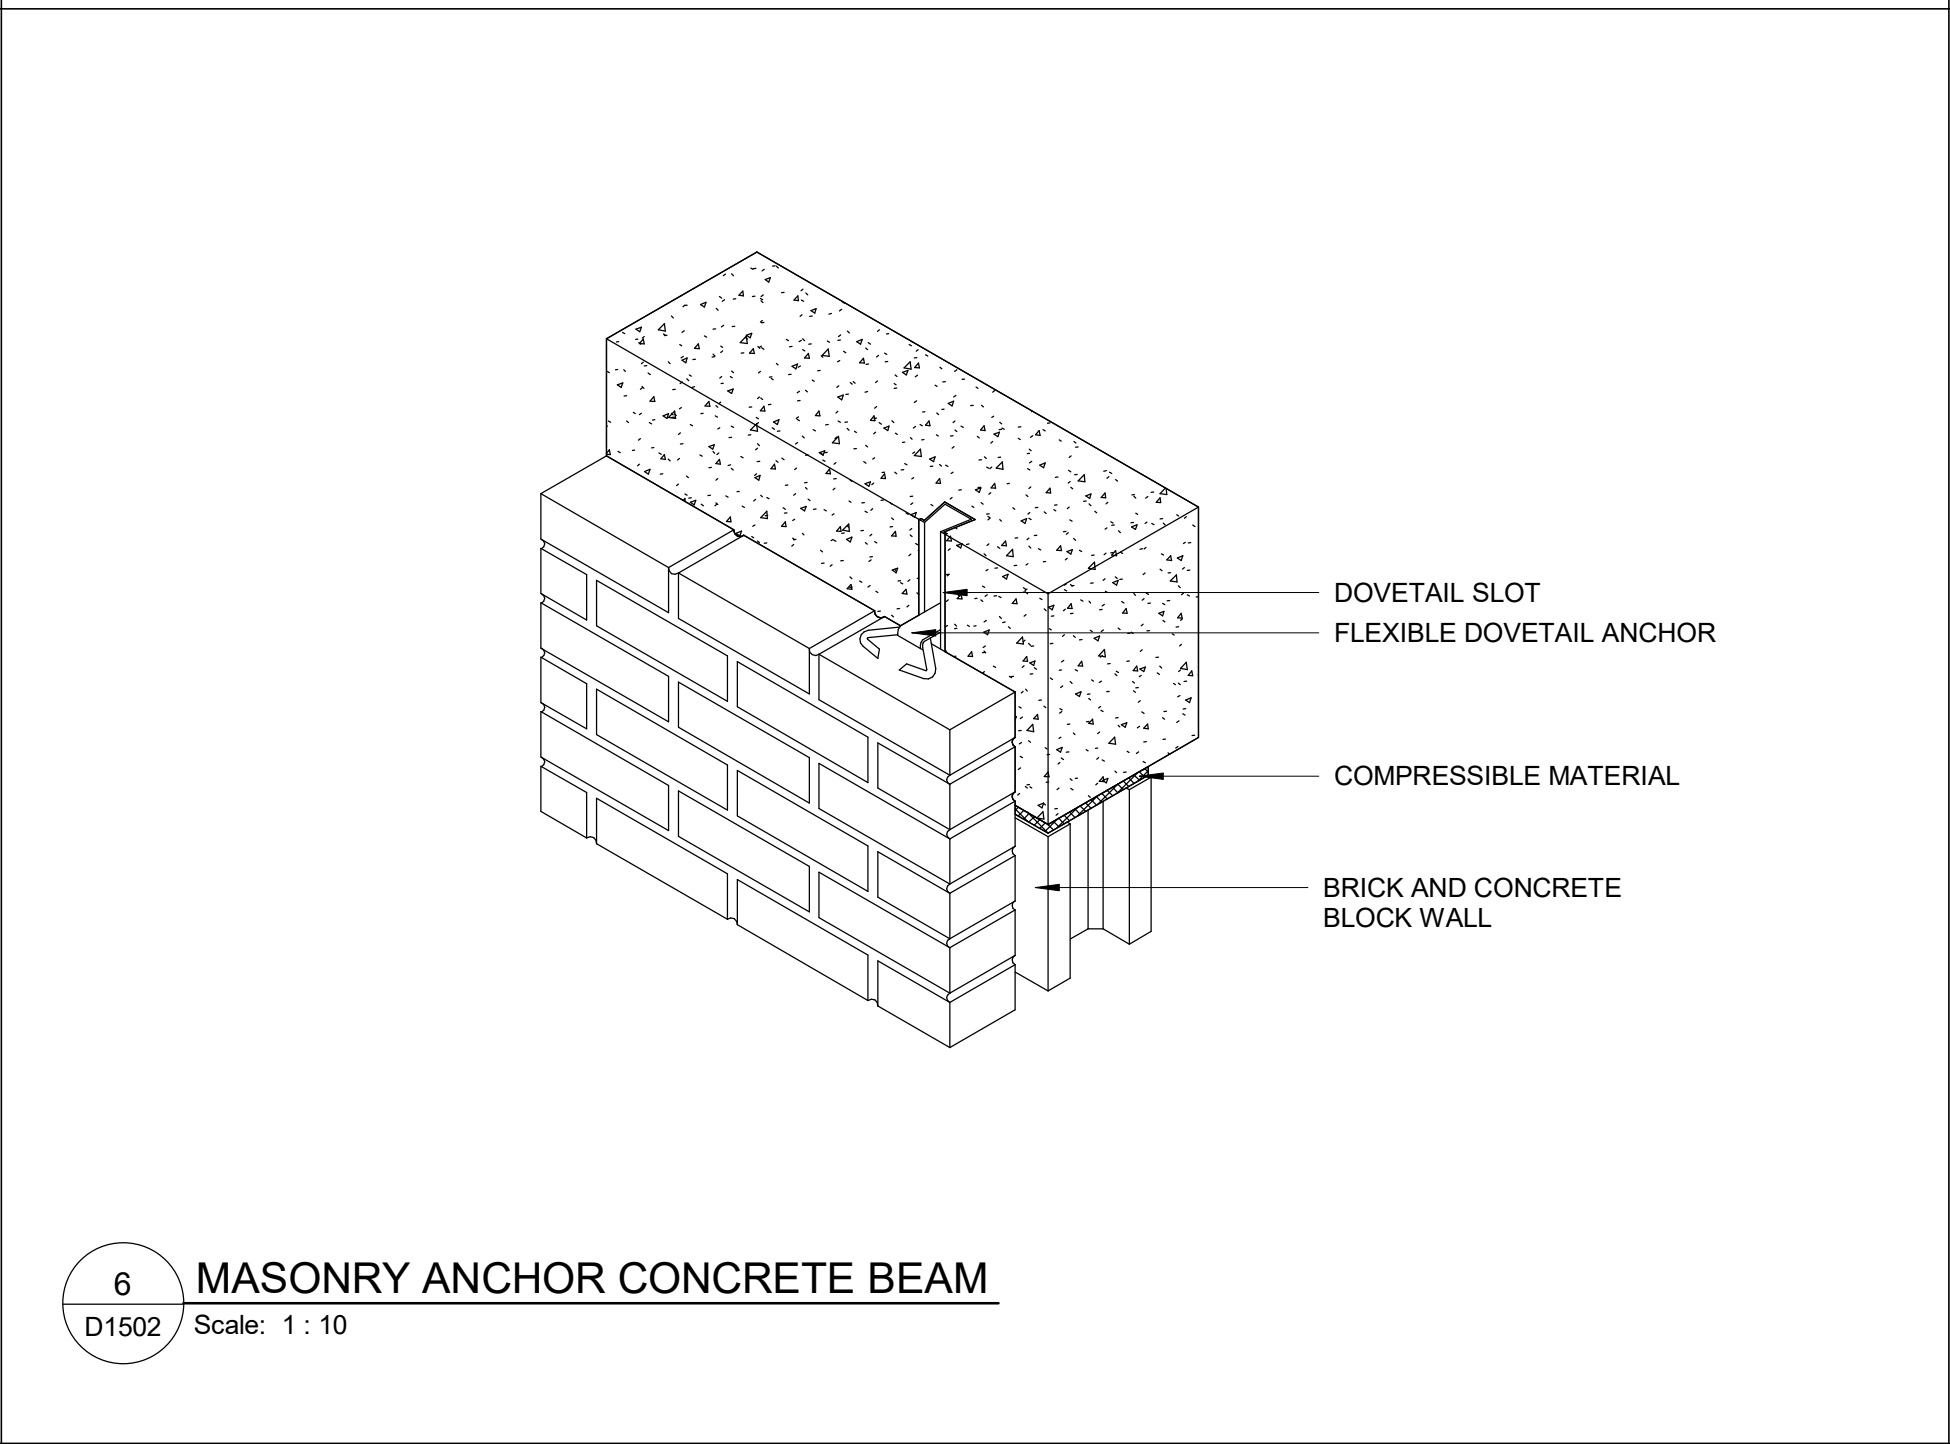 DOVETAIL SLOT
FLEXIBLE DOVETAIL ANCHOR
COMPRESSIBLE MATERIAL
BRICK AND CONCRETE
BLOCK WALL
6
MASONRY ANCHOR CONCRETE BEAM
D1502
Scale: 1 : 10